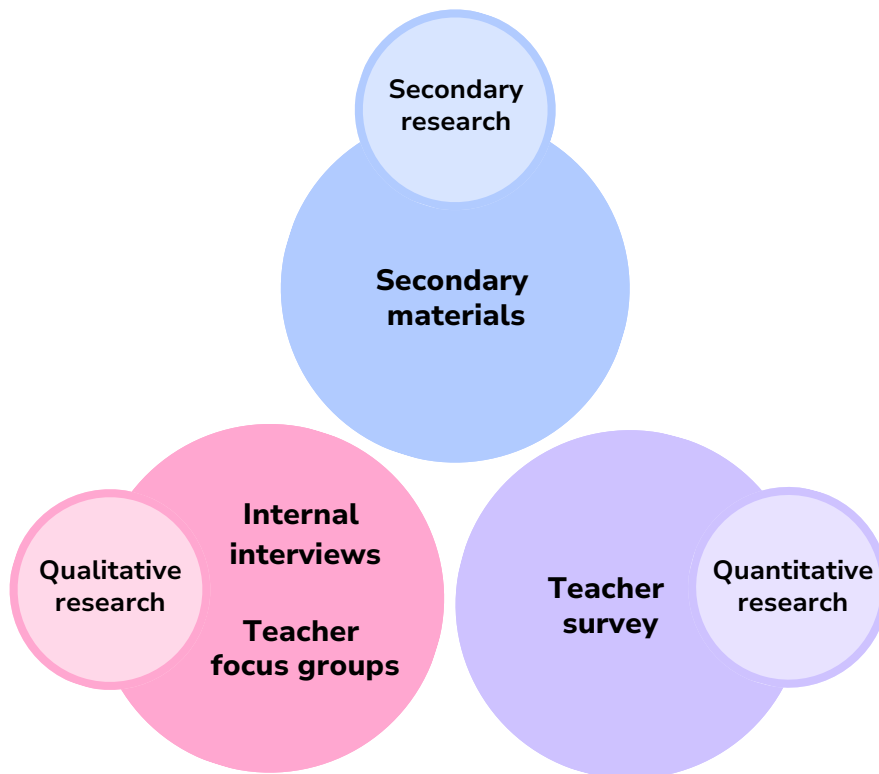 Secondary
research
Secondary
materials
Internal
interviews
Teacher
focus groups
Qualitative
research
Teacher
survey
Quantitative
research